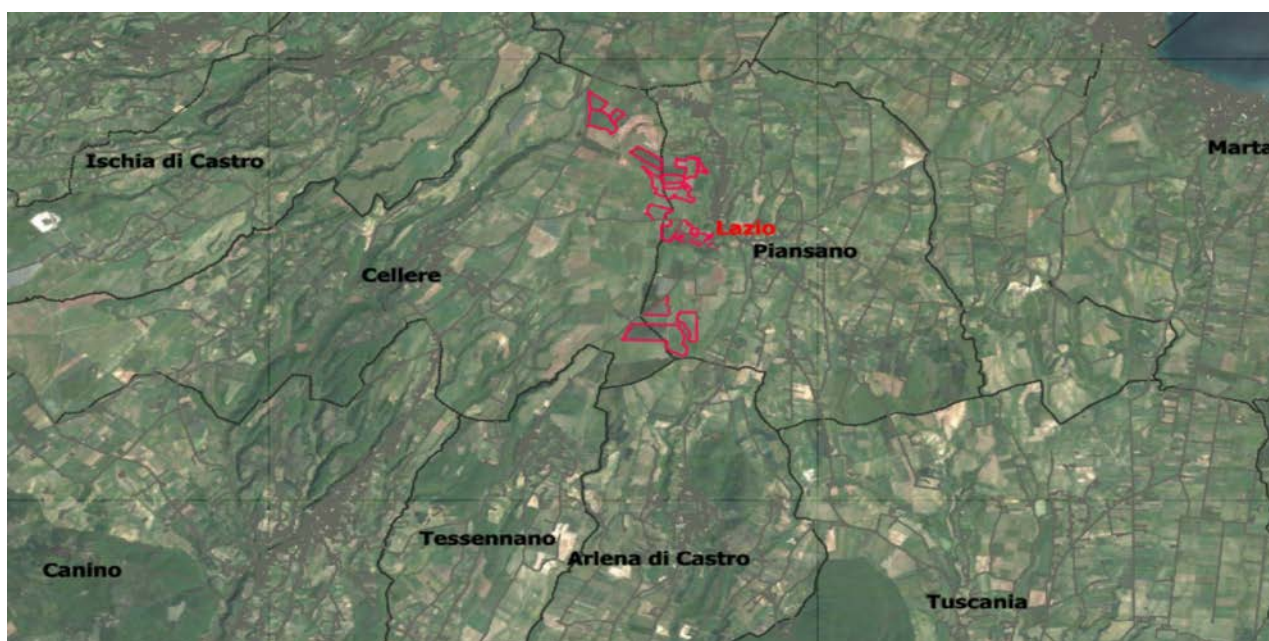 Ischia di Castro
Marta
Lazio
Piansano
Cellere
Tessennano
Arlena di Castro
Canino
Tuscania